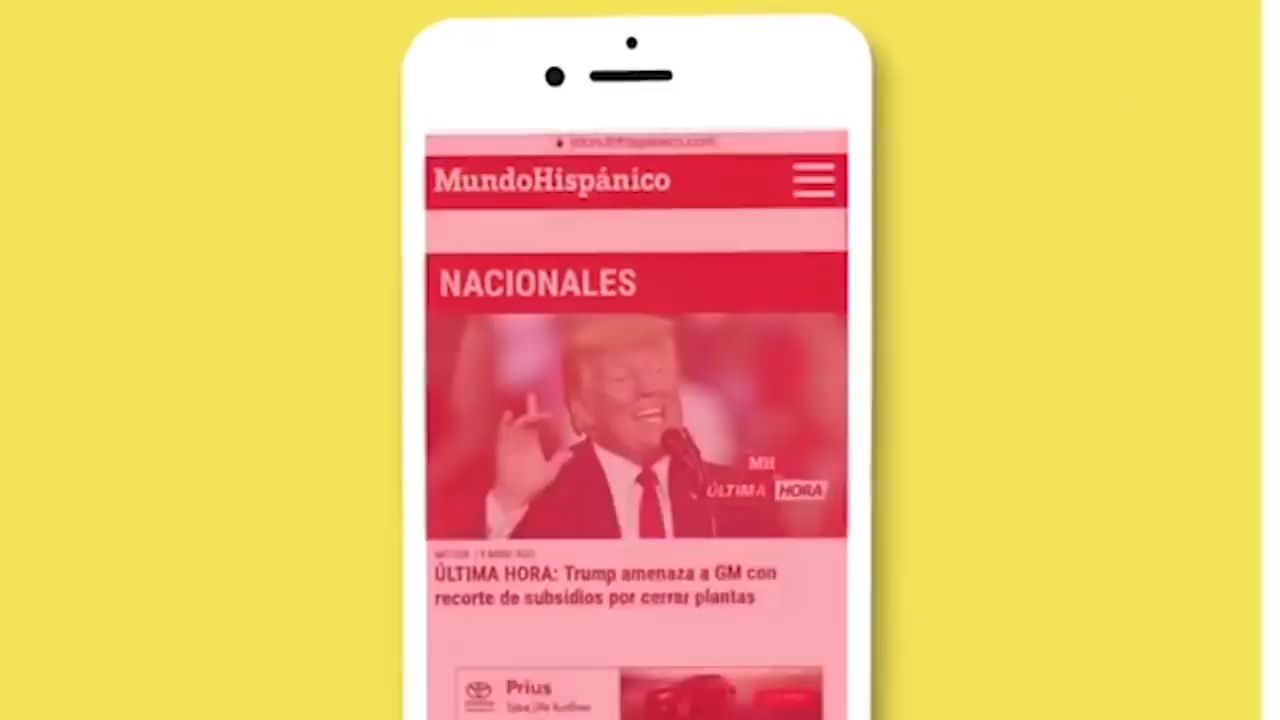 MundoHispánico
NACIONALES
MH
ÚLTIMA HORA
ÚLTIMA HORA: Trump amenaza a GM con
recorte de subsidios por cerrar plantas
Prius